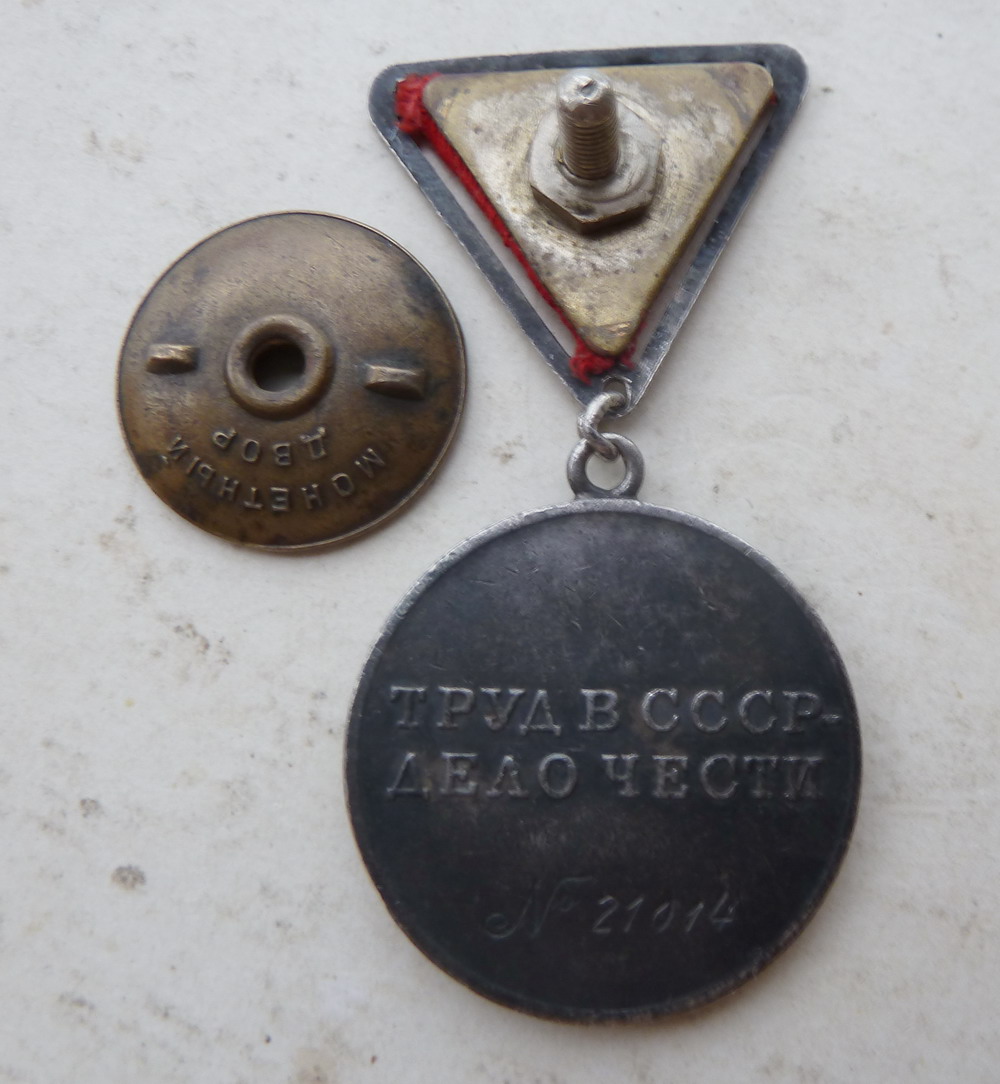 МОНЕТНЫЙ
ДВОР
ТРУД В СССР-
ДЕЛО ЧЕСТИ
№ 21014